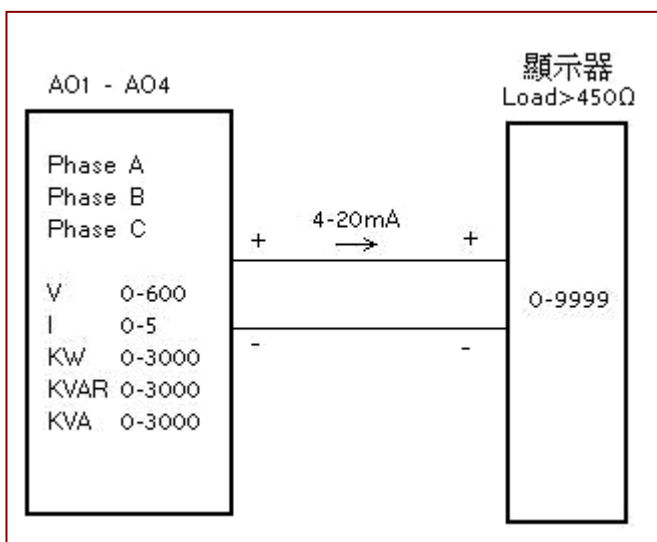 AO1 - AO4
Phase A
Phase B
Phase C
V 0-600
I 0-5
KW 0-3000
KVAR 0-3000
KVA 0-3000
+ 4-20mA +
- -
顯示器
Load>450Ω
0-9999